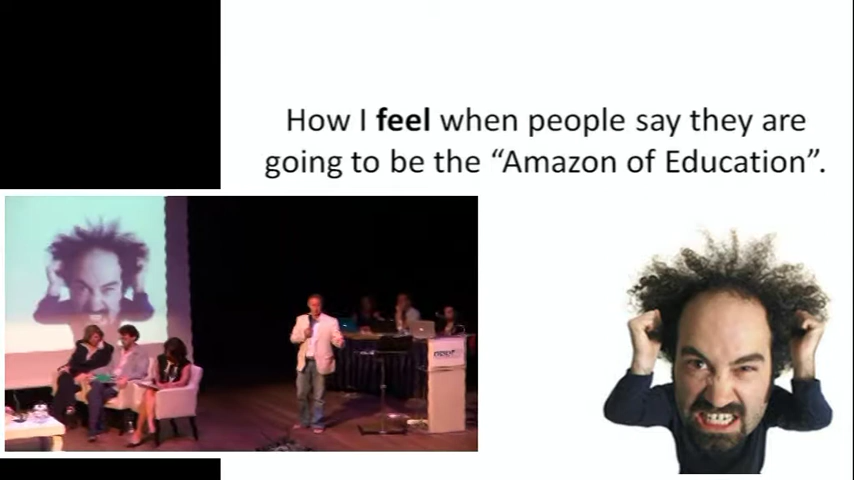 How I feel when people say they are
going to be the “Amazon of Education”.